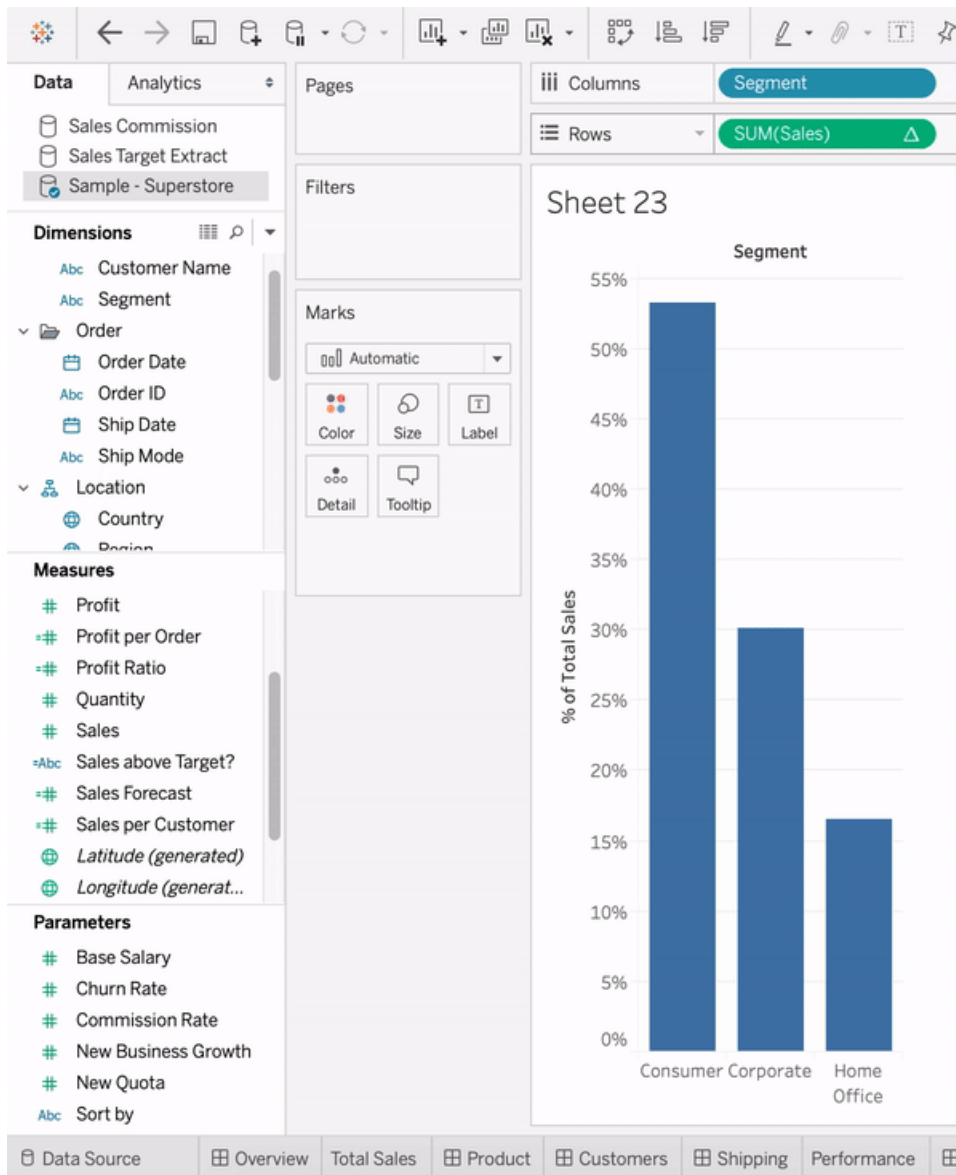 Data
Analytics
Sales Commission
Sales Target Extract
Sample - Superstore
Dimensions
Abc Customer Name
Abc Segment
Order
Order Date
Abc Order ID
Ship Date
Abc Ship Mode
Location
Country
Region
Measures
# Profit
=# Profit per Order
=# Profit Ratio
# Quantity
# Sales
=Abc Sales above Target?
=# Sales Forecast
=# Sales per Customer
Latitude (generated)
Longitude (generat...
Parameters
# Base Salary
# Churn Rate
# Commission Rate
# New Business Growth
# New Quota
Abc Sort by
Pages
Filters
Marks
Automatic
Color
Size
T
Label
Detail
Tooltip
T
Columns
Segment
Rows
SUM(Sales)
Sheet 23
Segment
% of Total Sales
55%
50%
45%
40%
35%
30%
25%
20%
15%
10%
5%
0%
Consumer Corporate Home
Office
Data Source
Overview
Total Sales
Product
Customers
Shipping
Performance